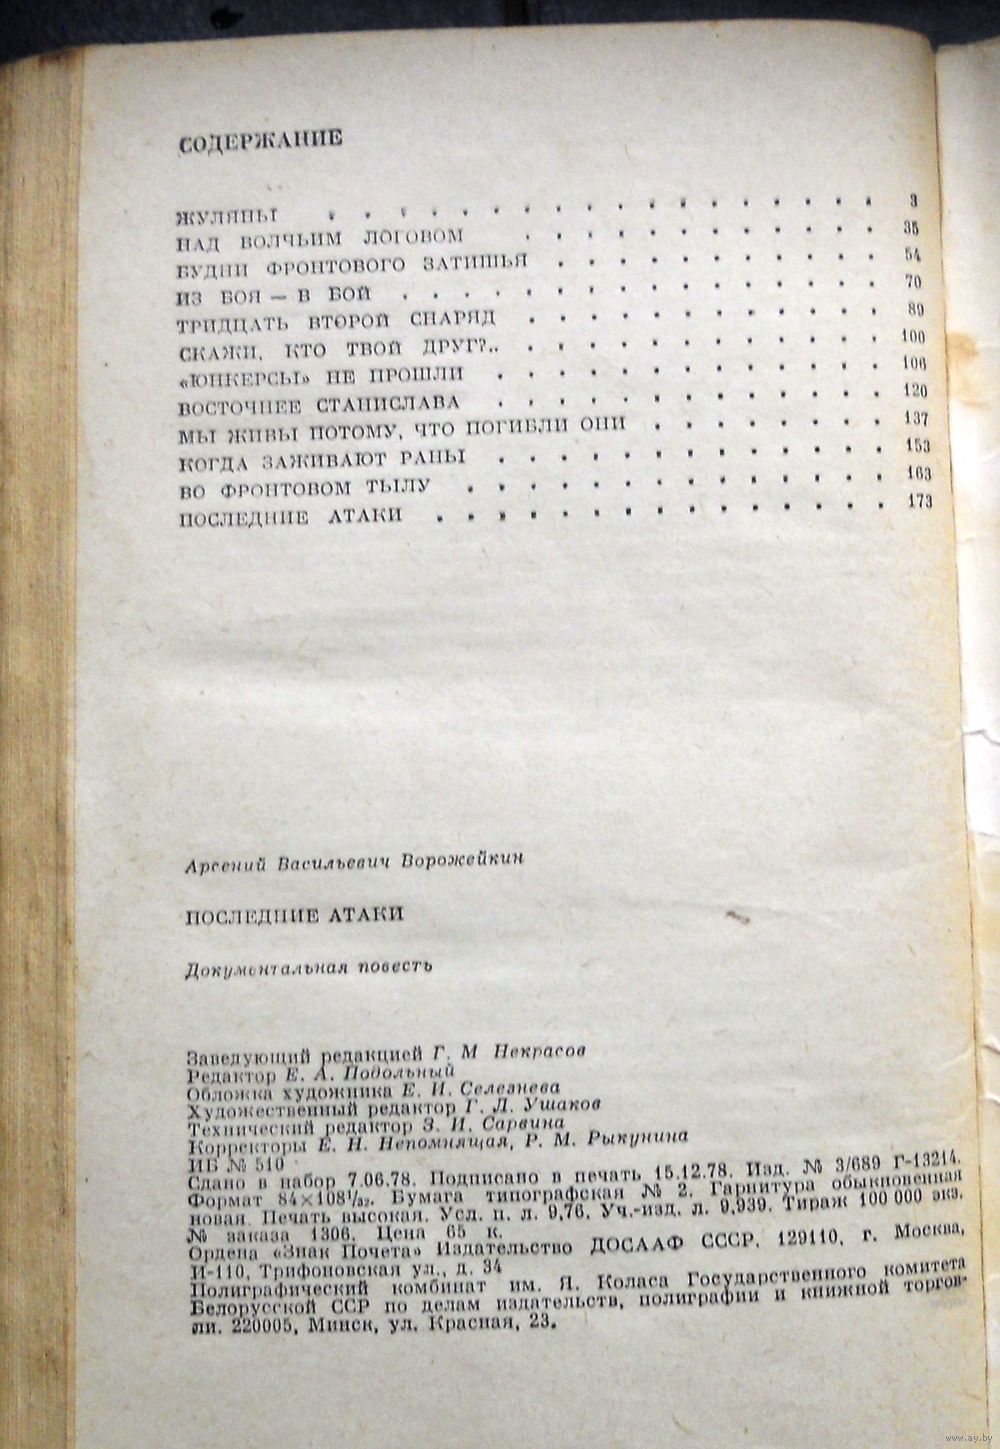 СОДЕРЖАНИЕ
ЖУЛЯНЫ . . . . . . . . . . . . . . . . . . 3
НАД ВОЛЧЬИМ ЛОГОВОМ . . . . . . . . . . . . 35
БУДНИ ФРОНТОВОГО ЗАТИШЬЯ . . . . . . . . . . . 54
ИЗ БОЯ — В БОЙ . . . . . . . . . . . . . . . . 70
ТРИДЦАТЬ ВТОРОЙ СНАРЯД . . . . . . . . . . . . 89
СКАЖИ, КТО ТВОЙ ДРУГ?.. . . . . . . . . . . . . 100
«ЮНКЕРСЫ» НЕ ПРОШЛИ . . . . . . . . . . . . . 106
ВОСТОЧНЕЕ СТАНИСЛАВА . . . . . . . . . . . . . 120
МЫ ЖИВЫ ПОТОМУ, ЧТО ПОГИБЛИ ОНИ . . . . . . . . 137
КОГДА ЗАЖИВАЮТ РАНЫ . . . . . . . . . . . . . 153
ВО ФРОНТОВОМ ТЫЛУ . . . . . . . . . . . . . . 163
ПОСЛЕДНИЕ АТАКИ . . . . . . . . . . . . . . . 173
Арсений Васильевич Ворожейкин
ПОСЛЕДНИЕ АТАКИ
Документальная повесть
Заведующий редакцией Г. М Некрасов
Редактор Е. А. Подольный
Обложка художника Е. И. Селезнева
Художественный редактор Г. Л. Ушаков
Технический редактор З. И. Сарвина
Корректоры Е. Н. Непомнящая, Р. М. Рыкунина
ИБ № 510
Сдано в набор 7.06.78. Подписано в печать 15.12.78. Изд. № 3/689 Г-13214.
Формат 84×108¹/₃₂. Бумага типографская № 2. Гарнитура обыкновенная
новая. Печать высокая. Усл. п. л. 9,76. Уч.-изд. л. 9,939. Тираж 100 000 экз.
№ заказа 1306. Цена 65 к.
Ордена «Знак Почета» Издательство ДОСААФ СССР. 129110, г. Москва,
И-110, Трифоновская ул., д. 34
Полиграфический комбинат им. Я. Коласа Государственного комитета
Белорусской ССР по делам издательств, полиграфии и книжной торгов-
ли. 220005, Минск, ул. Красная, 23.
www.ay.by